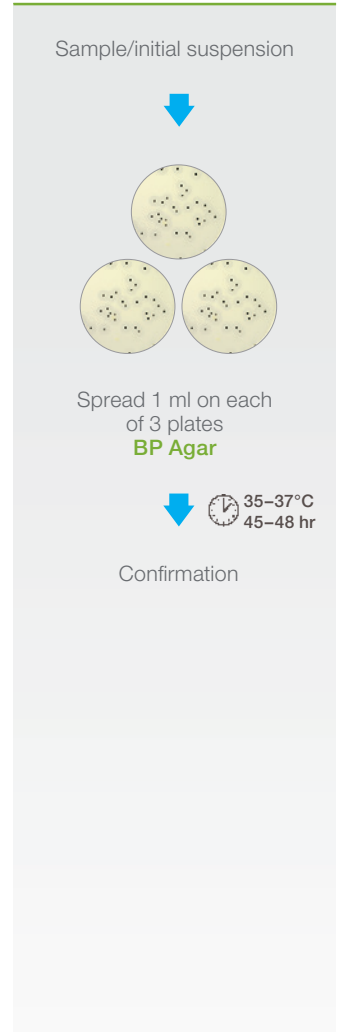 Sample/initial suspension
Spread 1 ml on each
of 3 plates
BP Agar
35–37°C
45–48 hr
Confirmation